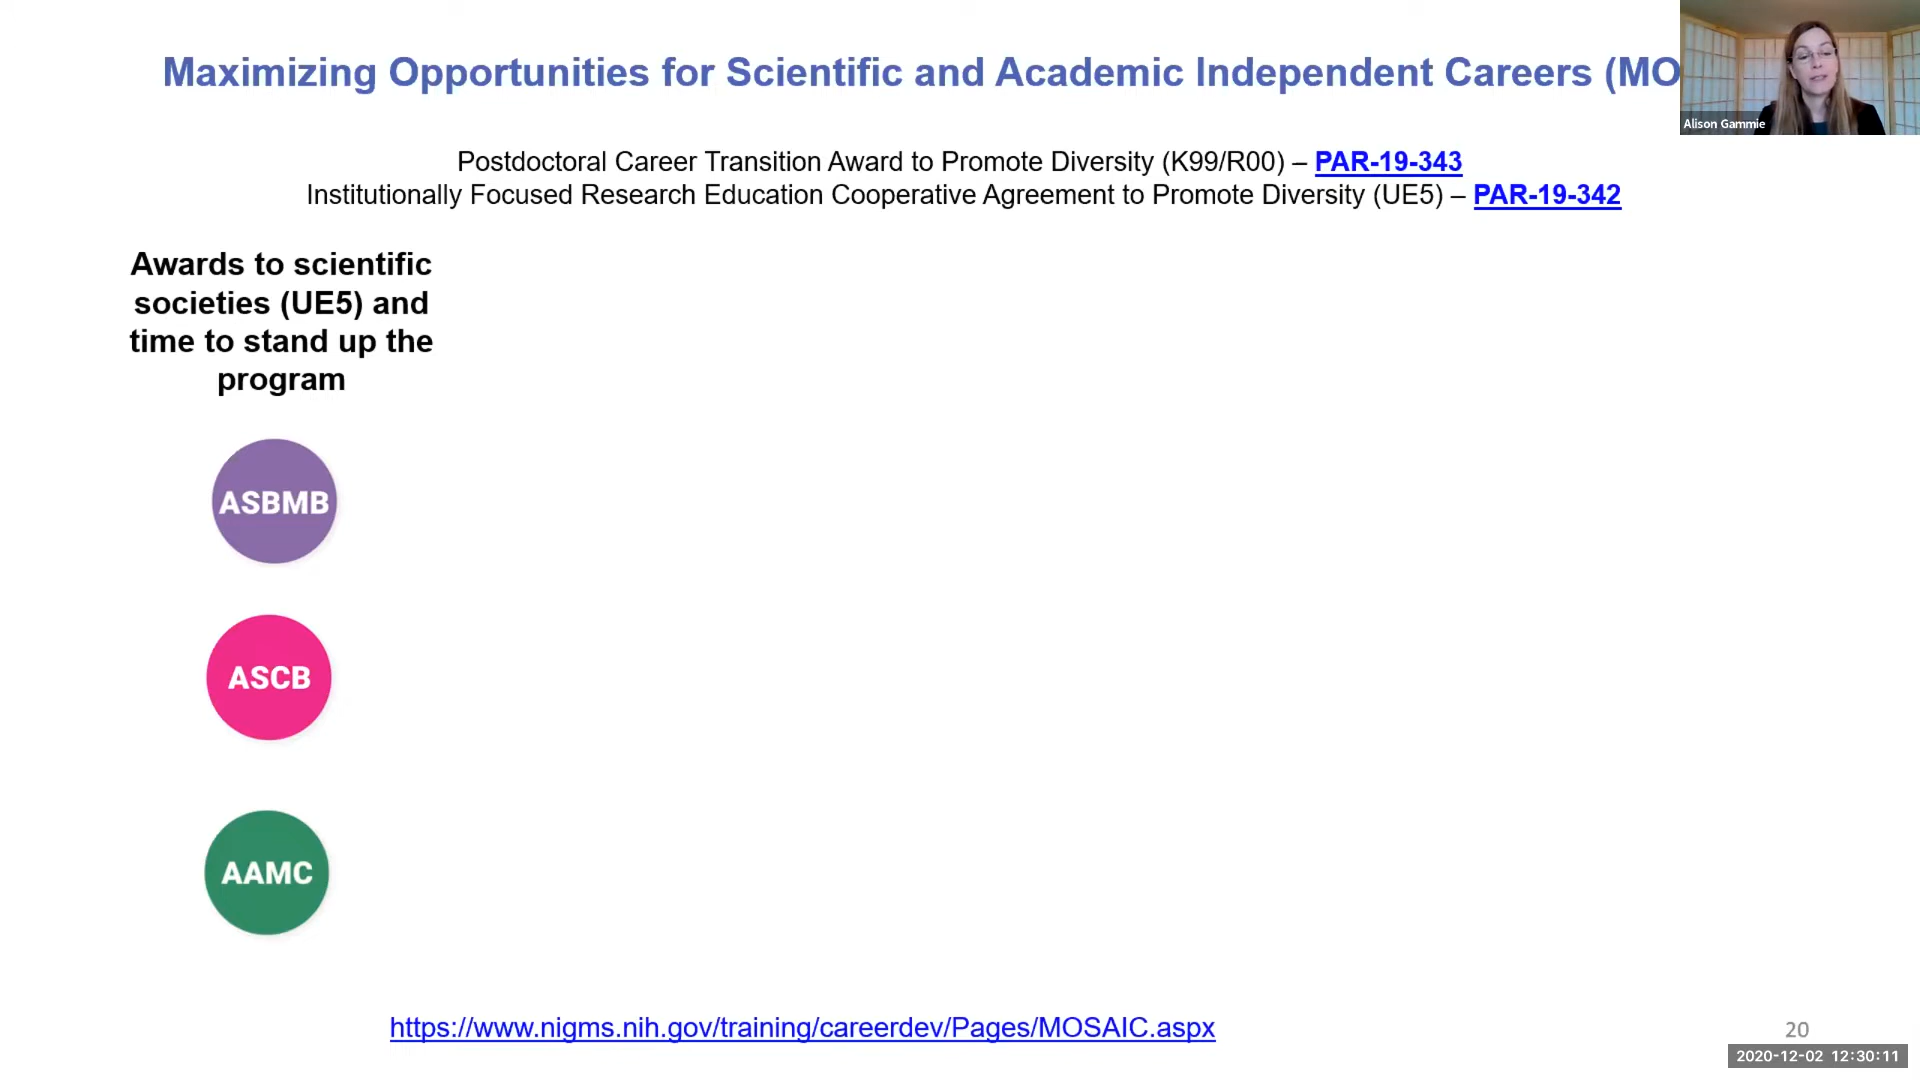 Maximizing Opportunities for Scientific and Academic Independent Careers (MO
Alison Gammie
Postdoctoral Career Transition Award to Promote Diversity (K99/R00) – PAR-19-343
Institutionally Focused Research Education Cooperative Agreement to Promote Diversity (UE5) – PAR-19-342
Awards to scientific
societies (UE5) and
time to stand up the
program
ASBMB
ASCB
AAMC
https://www.nigms.nih.gov/training/careerdev/Pages/MOSAIC.aspx
20
2020-12-02 12:30:11